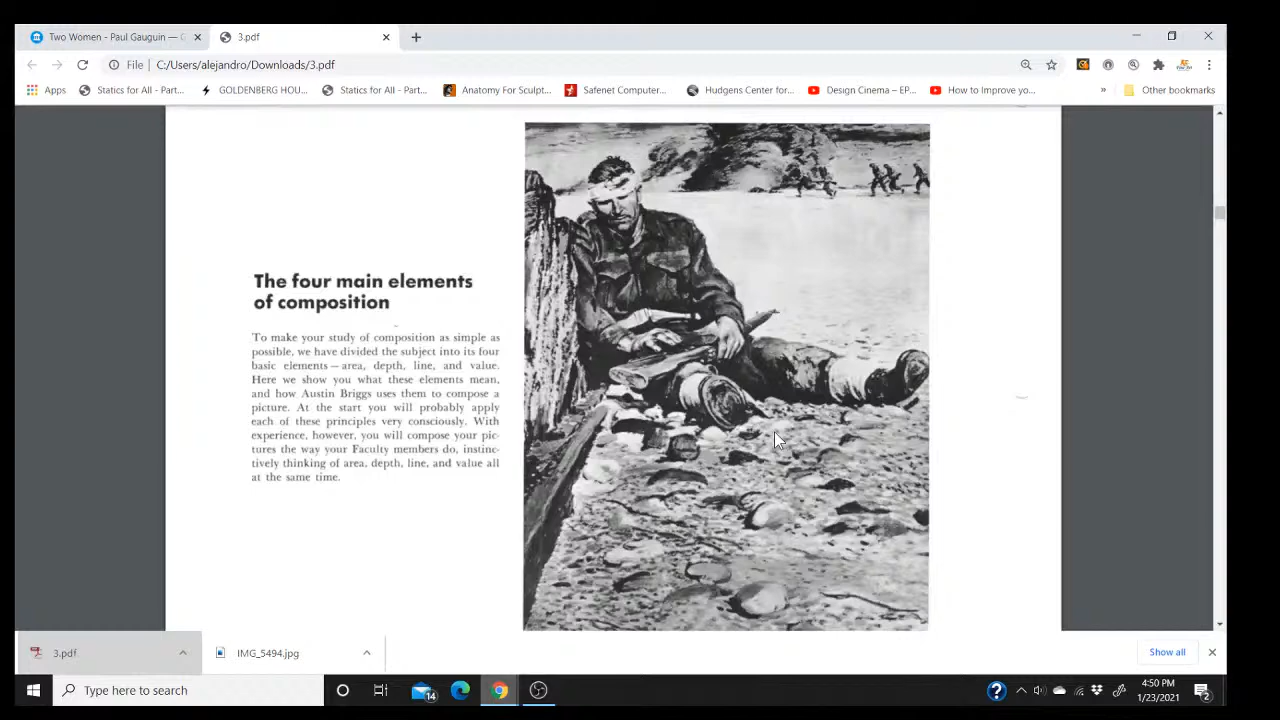 Two Women - Paul Gauguin — G
3.pdf
File
C:/Users/alejandro/Downloads/3.pdf
Apps
Statics for All - Part...
GOLDENBERG HOU...
Statics for All - Part...
Anatomy For Sculpt...
Safenet Computer...
Hudgens Center for...
Design Cinema – EP...
How to Improve yo...
»
Other bookmarks
The four main elements
of composition
To make your study of composition as simple as
possible, we have divided the subject into its four
basic elements — area, depth, line, and value.
Here we show you what these elements mean,
and how Austin Briggs uses them to compose a
picture. At the start you will probably apply
each of these principles very consciously. With
experience, however, you will compose your pic-
tures the way your Faculty members do, instinc-
tively thinking of area, depth, line, and value all
at the same time.
3.pdf
IMG_5494.jpg
Show all
Type here to search
14
4:50 PM
1/23/2021
2